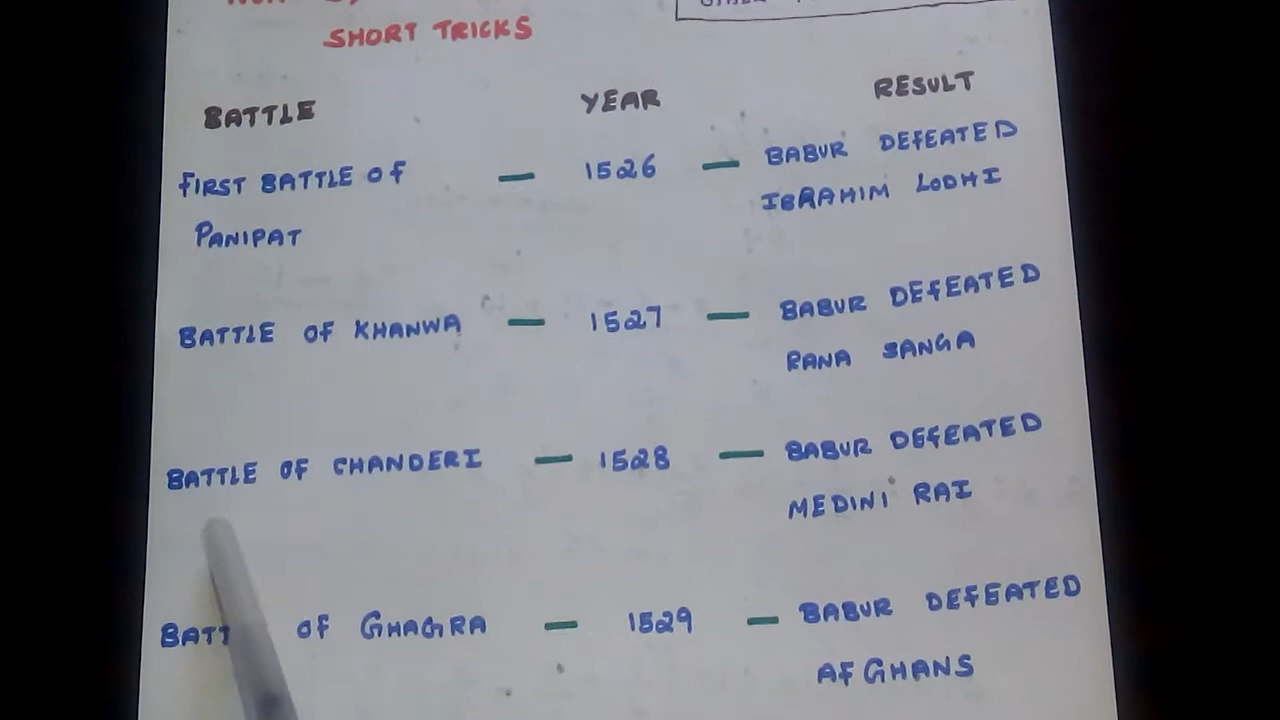 SHORT TRICKS
BATTLE YEAR RESULT
FIRST BATTLE OF — 1526 — BABUR DEFEATED
PANIPAT IBRAHIM LODHI
BATTLE OF KHANWA — 1527 — BABUR DEFEATED
RANA SANGA
BATTLE OF CHANDERI — 1528 — BABUR DEFEATED
MEDINI RAI
BATT OF GHAGRA — 1529 — BABUR DEFEATED
AFGHANS